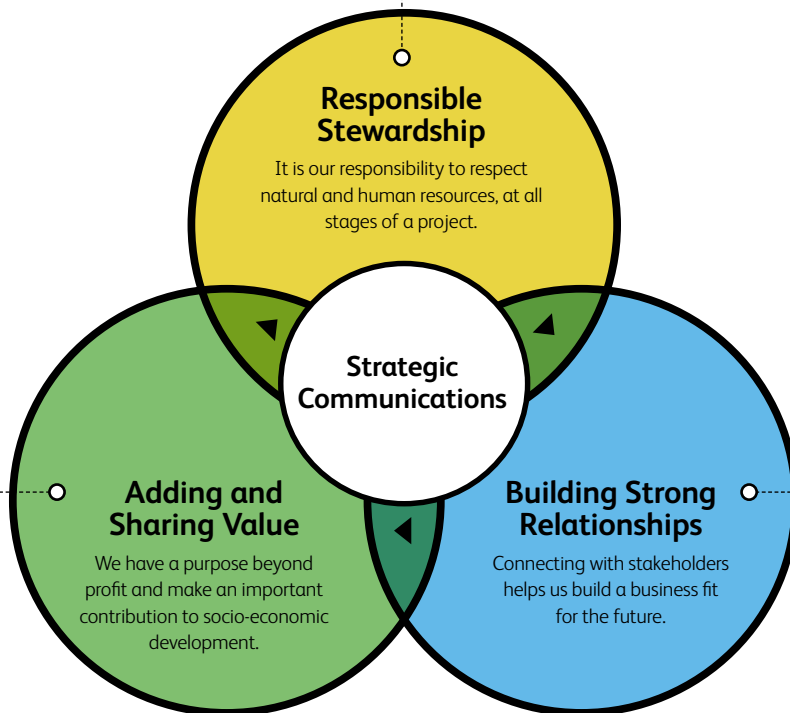 Responsible
Stewardship
It is our responsibility to respect
natural and human resources, at all
stages of a project.
Strategic
Communications
Adding and
Sharing Value
We have a purpose beyond
profit and make an important
contribution to socio-economic
development.
Building Strong
Relationships
Connecting with stakeholders
helps us build a business fit
for the future.